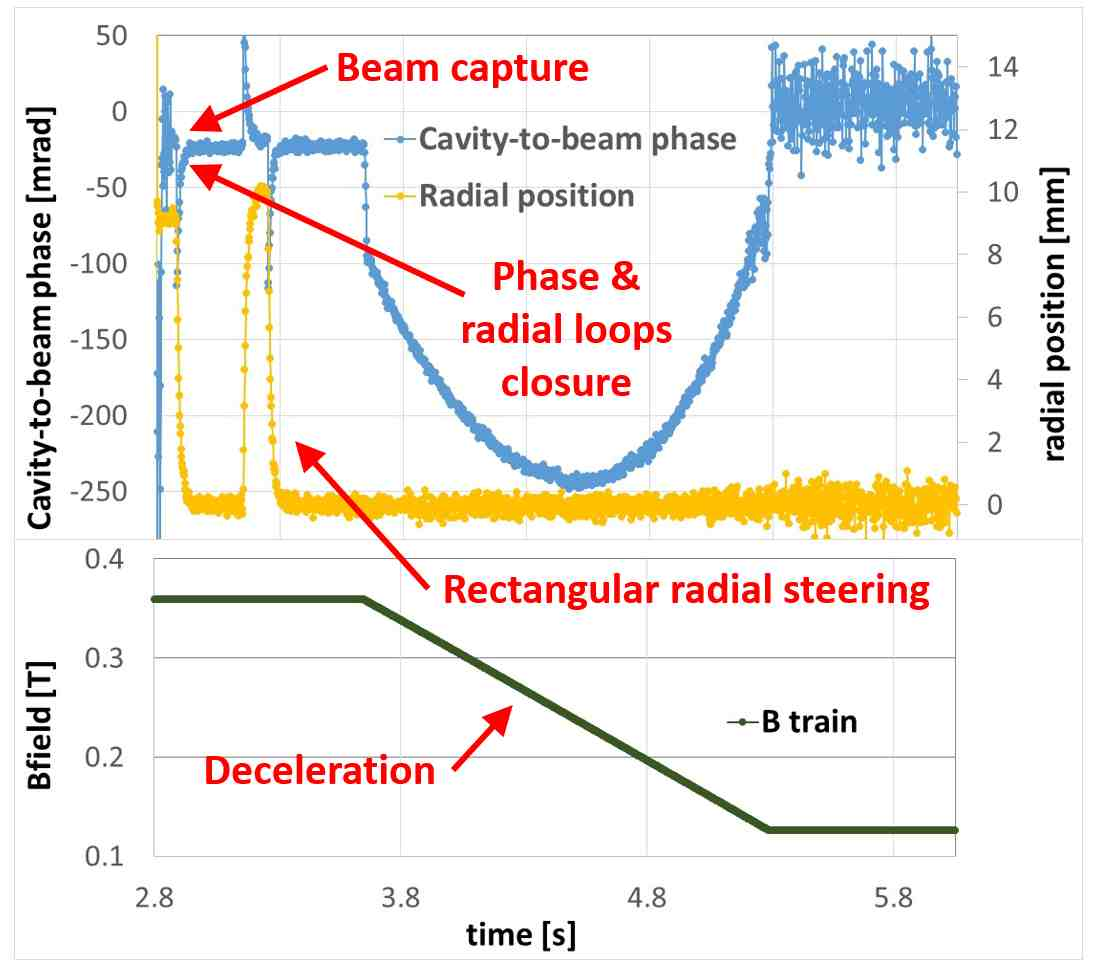 50
0
-50
-100
-150
-200
-250
Cavity-to-beam phase [mrad]
Beam capture
Cavity-to-beam phase
Radial position
Phase &
radial loops
closure
14
12
10
8
6
4
2
0
radial position [mm]
0.4
0.3
0.2
0.1
Bfield [T]
Rectangular radial steering
B train
Deceleration
2.8
3.8
4.8
5.8
time [s]